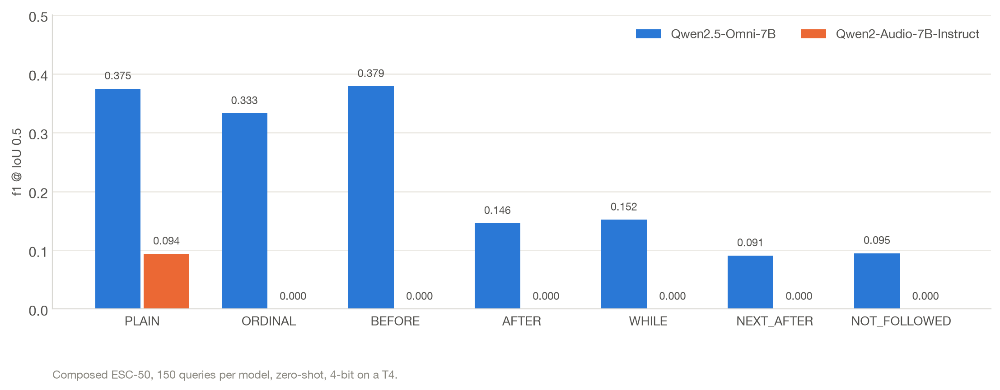 0.5
Qwen2.5-Omni-7B Qwen2-Audio-7B-Instruct
0.4
0.375 0.379
0.333
0.3
f1 @ IoU 0.5
0.2
0.146 0.152
0.094 0.091 0.095
0.1
0.000 0.000 0.000 0.000 0.000 0.000
0.0
PLAIN ORDINAL BEFORE AFTER WHILE NEXT_AFTER NOT_FOLLOWED
Composed ESC-50, 150 queries per model, zero-shot, 4-bit on a T4.